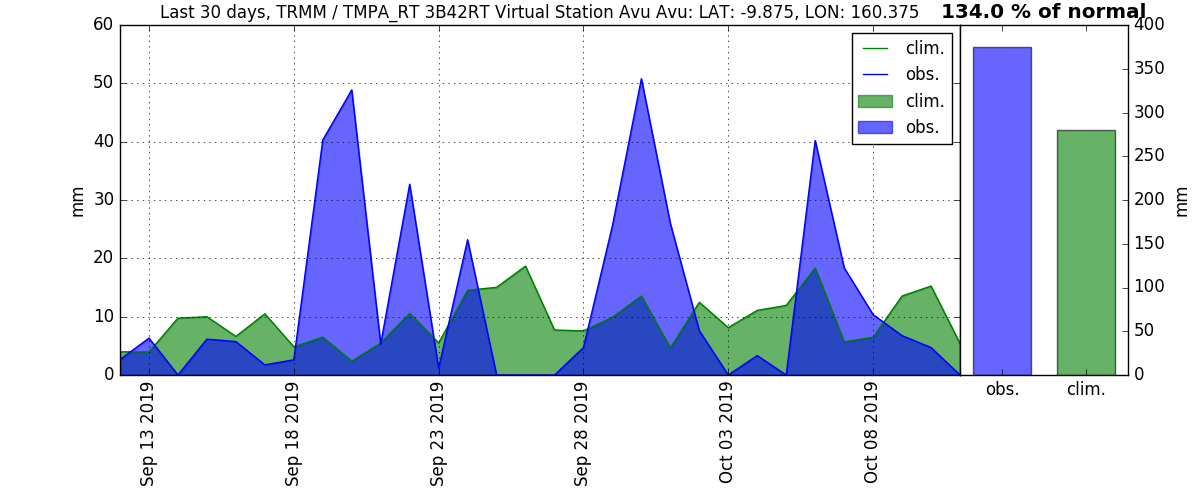 Last 30 days, TRMM / TMPA_RT 3B42RT Virtual Station Avu Avu: LAT: -9.875, LON: 160.375
134.0 % of normal
60
50
40
30
20
10
0
mm
clim.
obs.
clim.
obs.
Sep 13 2019
Sep 18 2019
Sep 23 2019
Sep 28 2019
Oct 03 2019
Oct 08 2019
400
350
300
250
200
150
100
50
0
mm
obs.
clim.